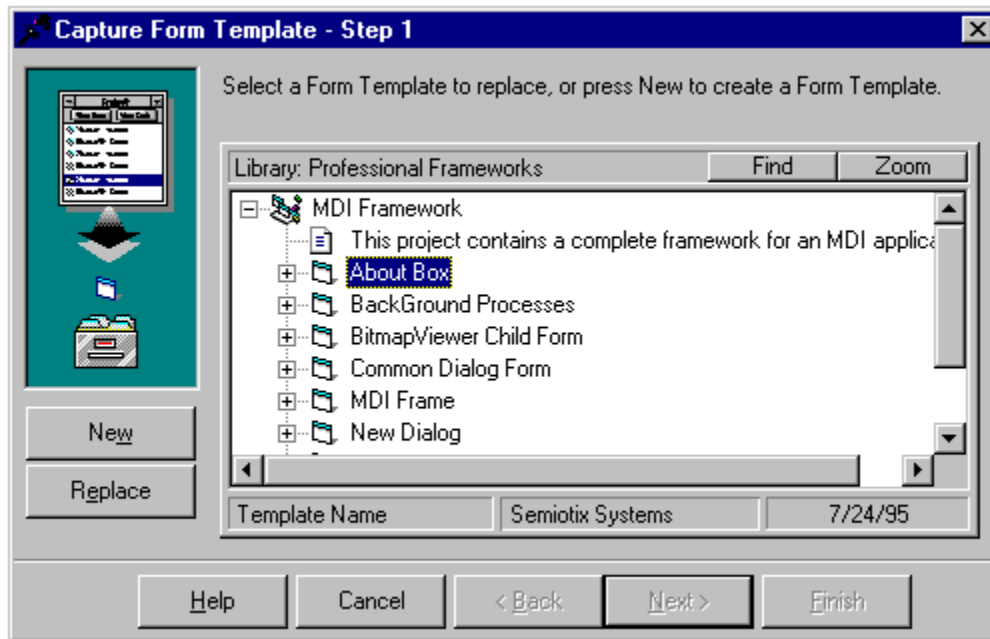 Capture Form Template - Step 1
Select a Form Template to replace, or press New to create a Form Template.
Library: Professional Frameworks
Find
Zoom
MDI Framework
This project contains a complete framework for an MDI applica
About Box
BackGround Processes
BitmapViewer Child Form
Common Dialog Form
MDI Frame
New Dialog
New
Replace
Template Name
Semiotix Systems
7/24/95
Help
Cancel
< Back
Next >
Finish